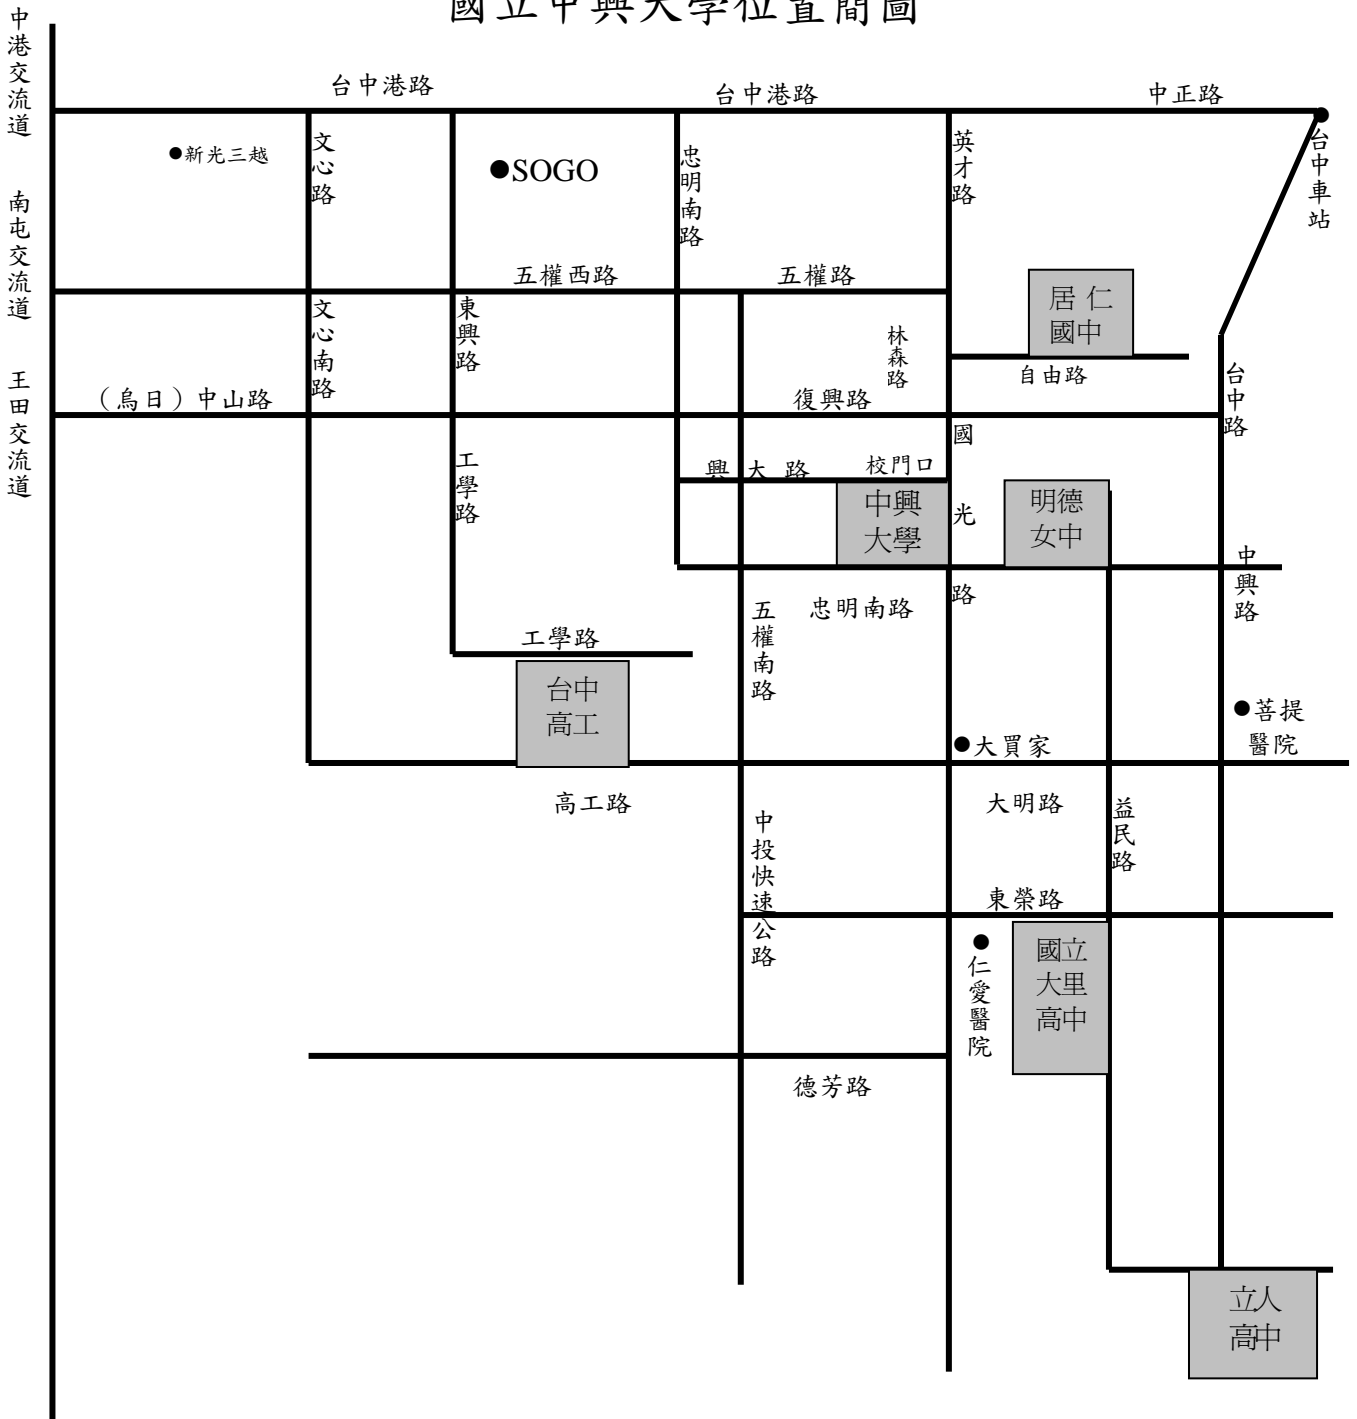 國立中興大學位置簡圖
中港交流道
台中港路
台中港路
中正路
新光三越
文心路
SOGO
忠明南路
英才路
台中車站
南屯交流道
五權西路
五權路
居仁
國中
文心南路
東興路
林森路
自由路
王田交流道
（烏日）中山路
復興路
台中路
工學路
興大路
校門口
國光路
中興
大學
明德
女中
中興路
忠明南路
五權南路
工學路
台中
高工
菩提
醫院
大買家
高工路
大明路
中投快速公路
益民路
東榮路
仁愛醫院
國立
大里
高中
德芳路
立人
高中